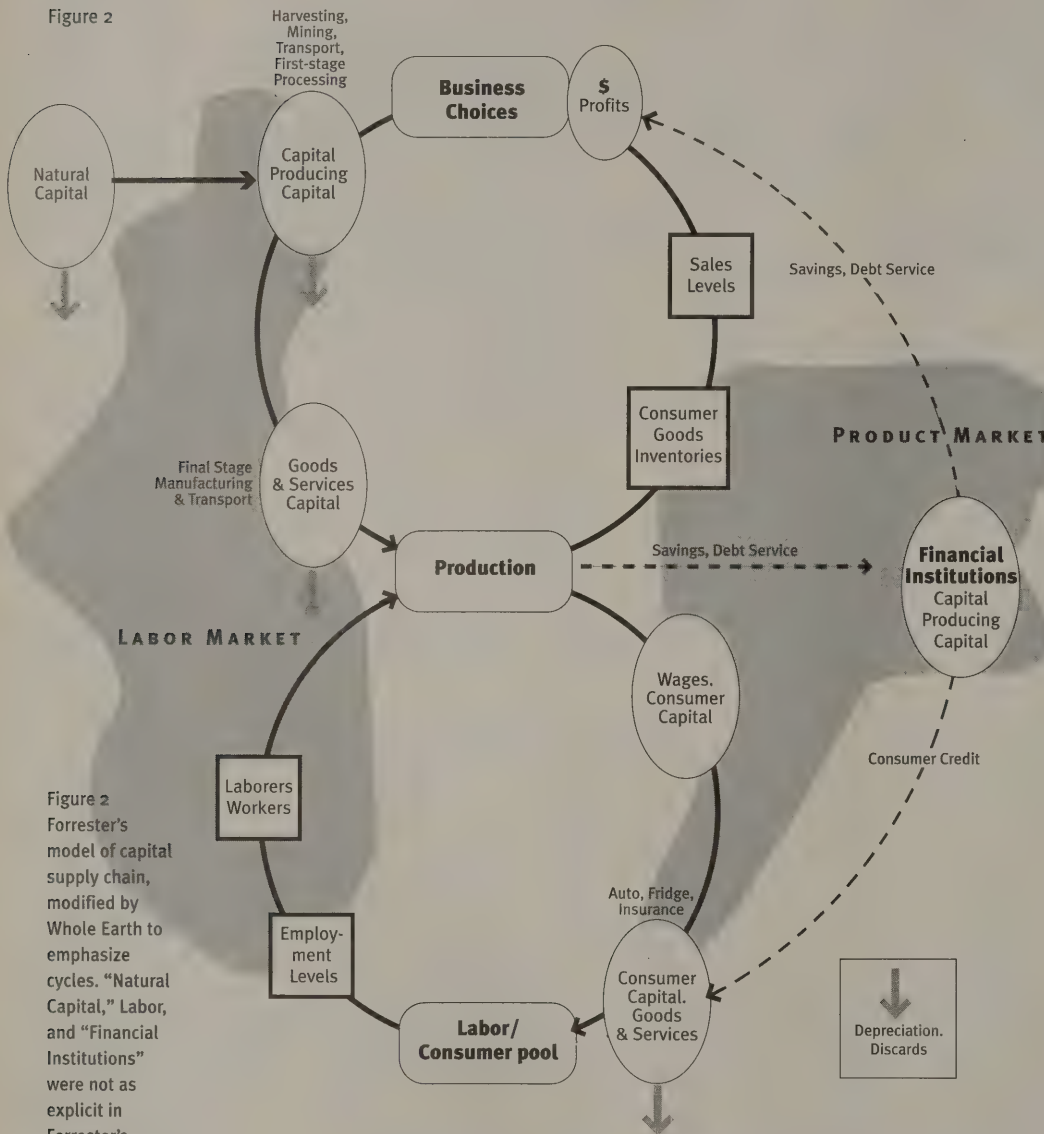 Figure 2
Harvesting,
Mining,
Transport,
First-stage
Processing
Business
Choices
$
Profits
Natural
Capital
Capital
Producing
Capital
Sales
Levels
Savings, Debt Service
Consumer
Goods
Inventories
PRODUCT MARKET
Final Stage
Manufacturing
& Transport
Goods
& Services
Capital
Production
Savings, Debt Service
Financial
Institutions
Capital
Producing
Capital
LABOR MARKET
Wages.
Consumer
Capital
Consumer Credit
Laborers
Workers
Figure 2
Forrester's
model of capital
supply chain,
modified by
Whole Earth to
emphasize
cycles. “Natural
Capital,” Labor,
and “Financial
Institutions”
were not as
explicit in
Forrester's
Auto, Fridge,
Insurance
Employ-
ment
Levels
Consumer
Capital.
Goods
& Services
Labor/
Consumer pool
Depreciation.
Discards